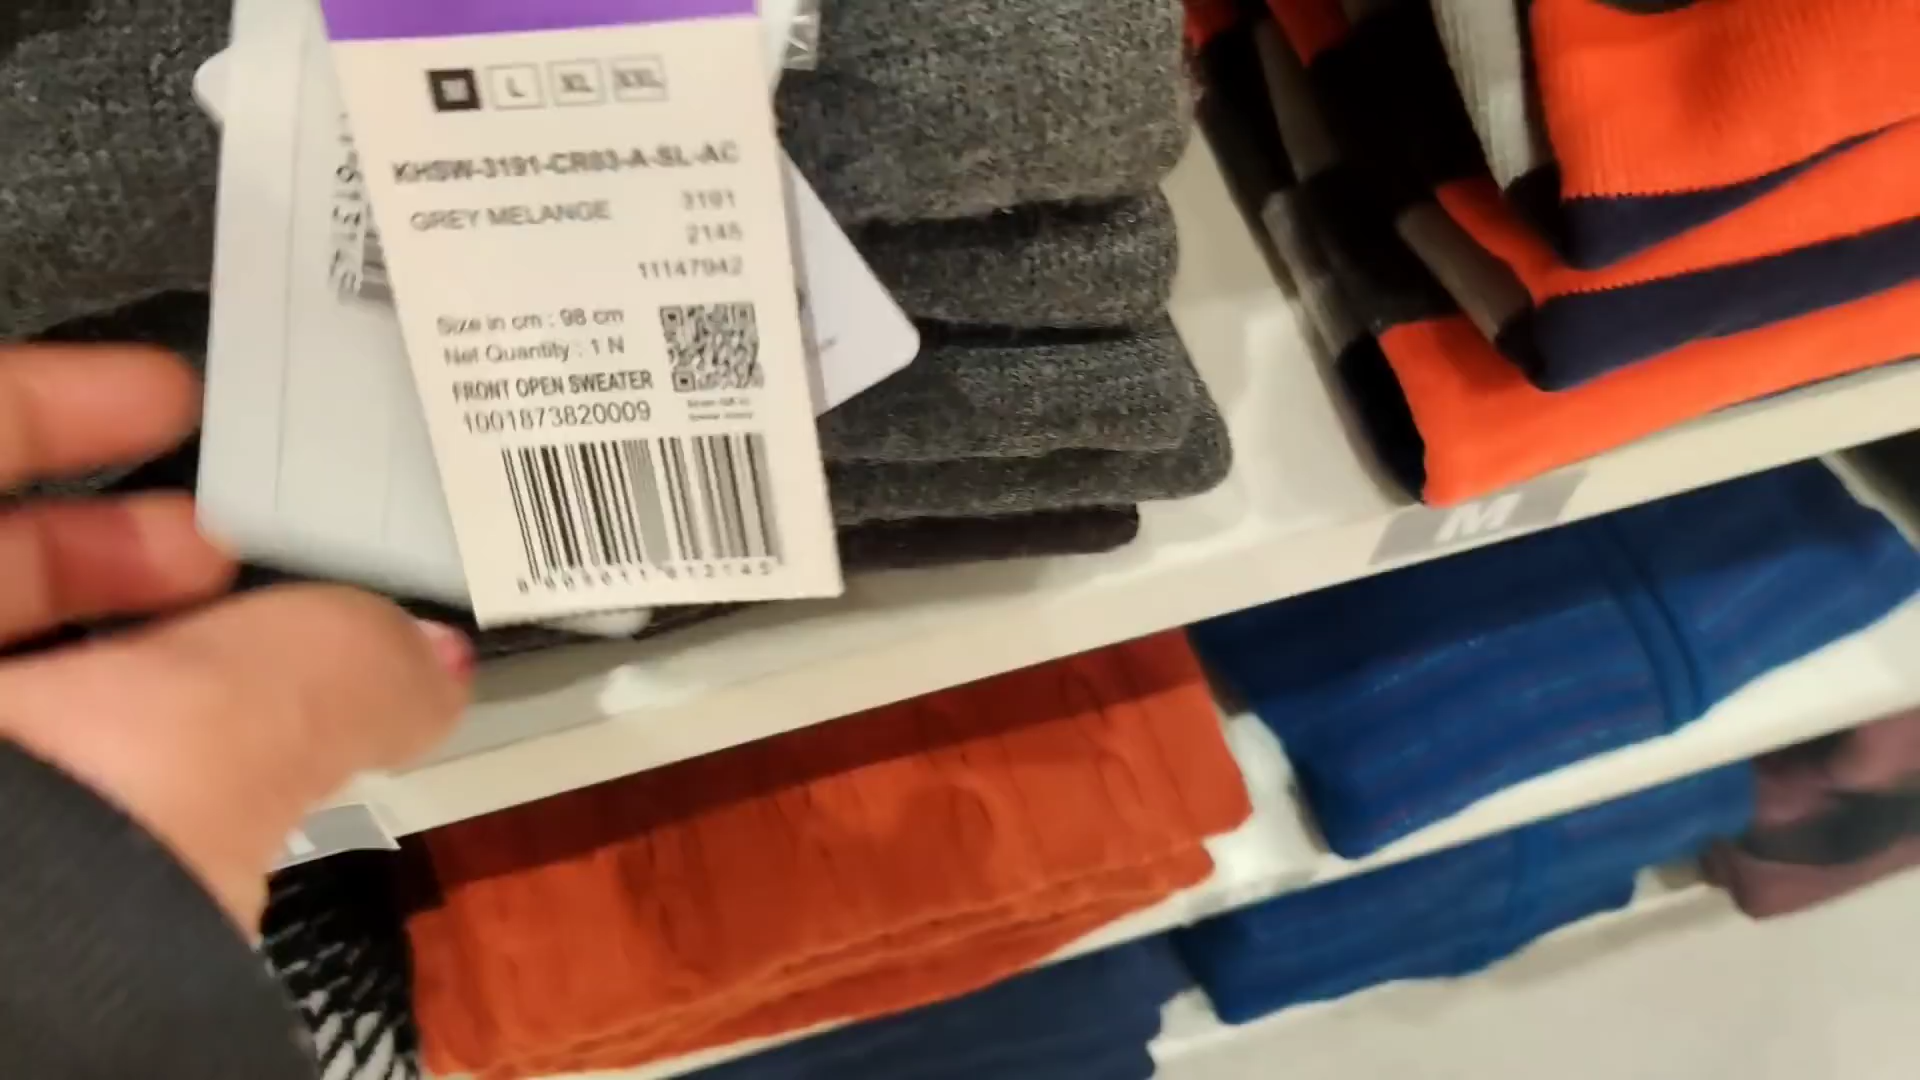 M L XL XXL
KHSW-3191-CR03-A-SL-AC
GREY MELANGE 3191
2145
11147942
Size in cm : 98 cm
Net Quantity : 1 N
FRONT OPEN SWEATER
1001873820009
M